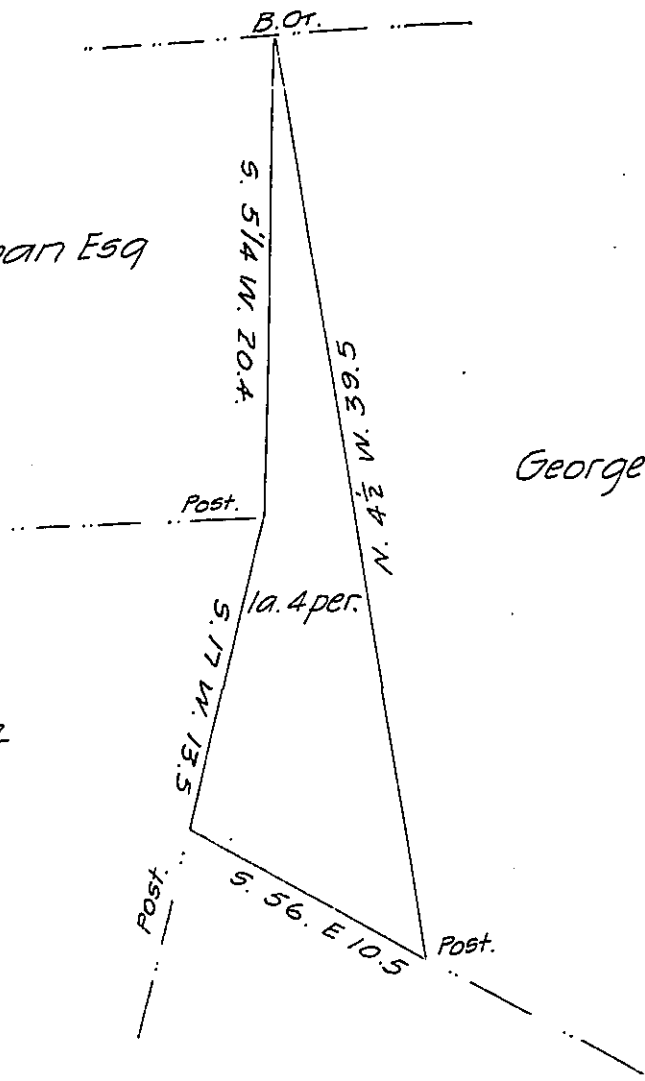 B.Or.
Esq
S. 5¼ W. 20.4.
N. 4½ W. 39.5
George
Post.
1a. 4per.
S. 17 W. 13.5
Post.
S. 56. E 10.5
Post.